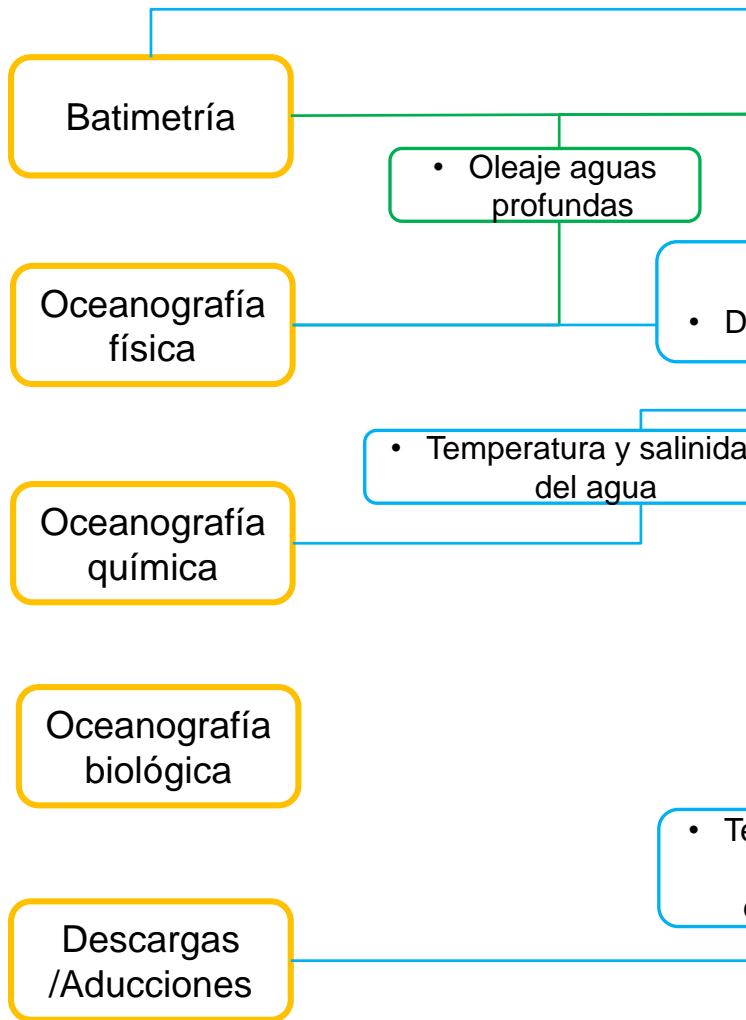 Batimetría
• Oleaje aguas
profundas
Oceanografía
física
• D
• Temperatura y salinida
del agua
Oceanografía
química
Oceanografía
biológica
• Te
Descargas
/Aducciones